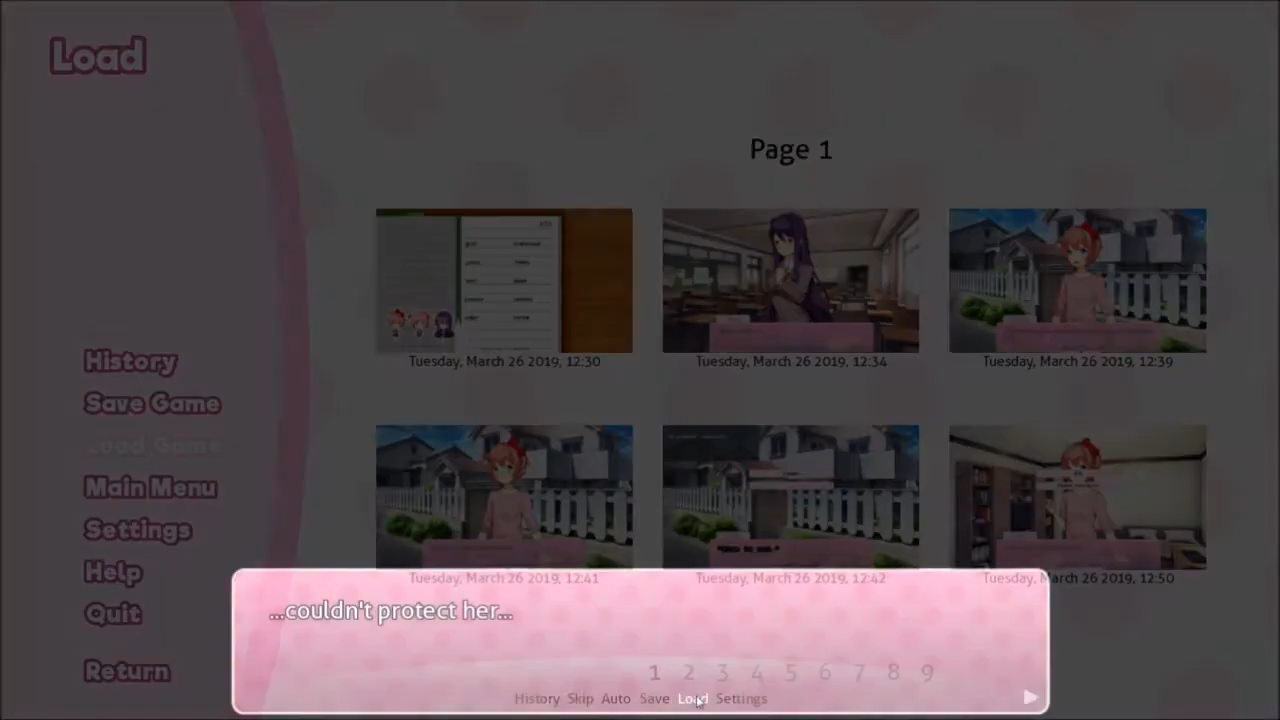 Load
Page 1
Tuesday, March 26 2019, 12:30
Tuesday, March 26 2019, 12:34
Tuesday, March 26 2019, 12:39
History
Save Game
Load Game
Main Menu
Settings
Help
Quit
Return
Tuesday, March 26 2019, 12:41
Tuesday, March 26 2019, 12:42
Tuesday, March 26 2019, 12:50
...couldn't protect her...
1 2 3 4 5 6 7 8 9
History Skip Auto Save Load Settings